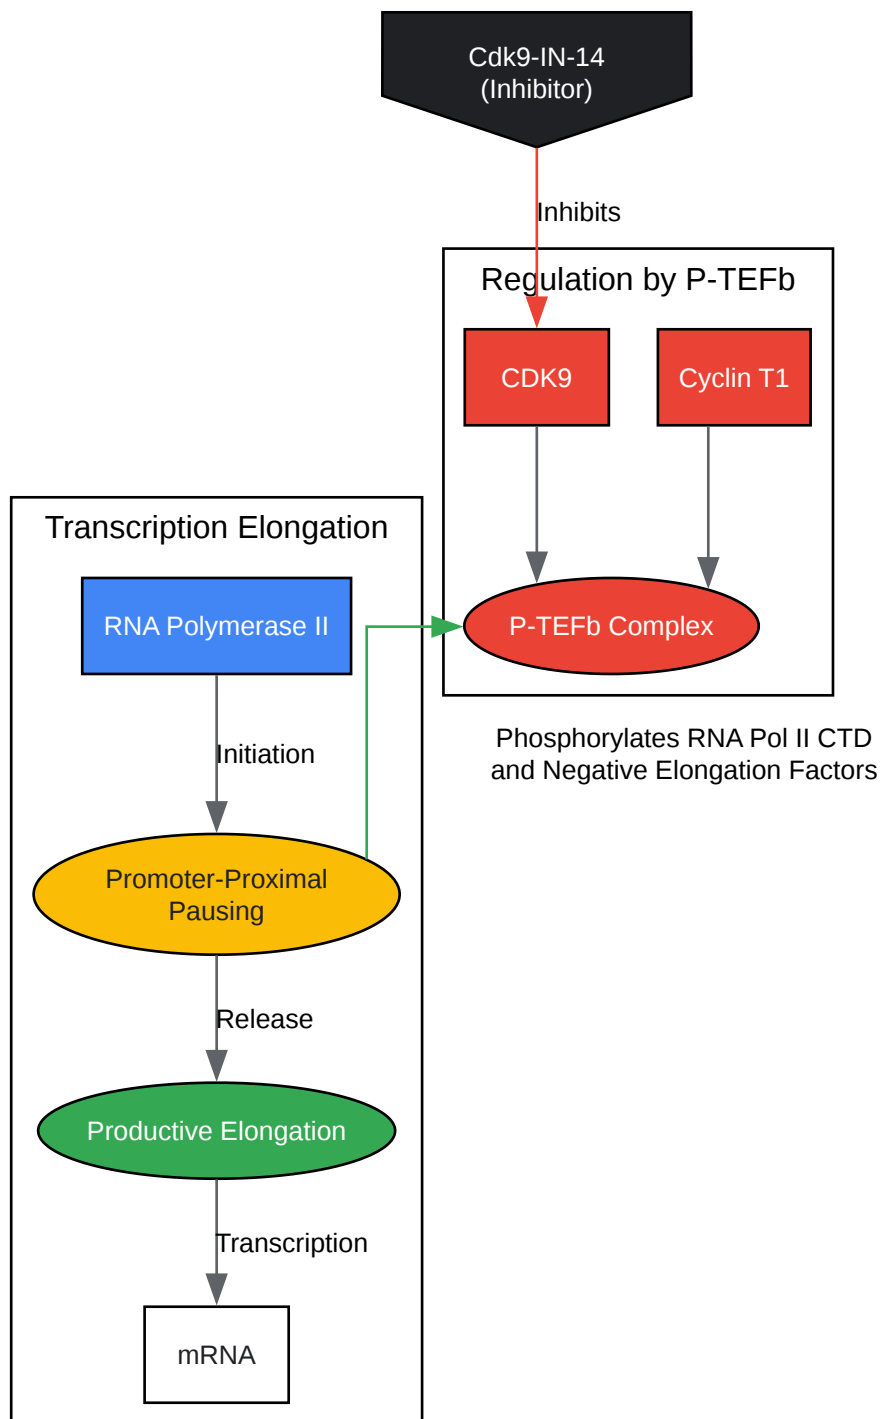 Cdk9-IN-14
(Inhibitor)
Inhibits
Regulation by P-TEFb
CDK9
Cyclin T1
Transcription Elongation
RNA Polymerase II
P-TEFb Complex
Initiation
Phosphorylates RNA Pol II CTD
and Negative Elongation Factors
Promoter-Proximal
Pausing
Release
Productive Elongation
Transcription
mRNA